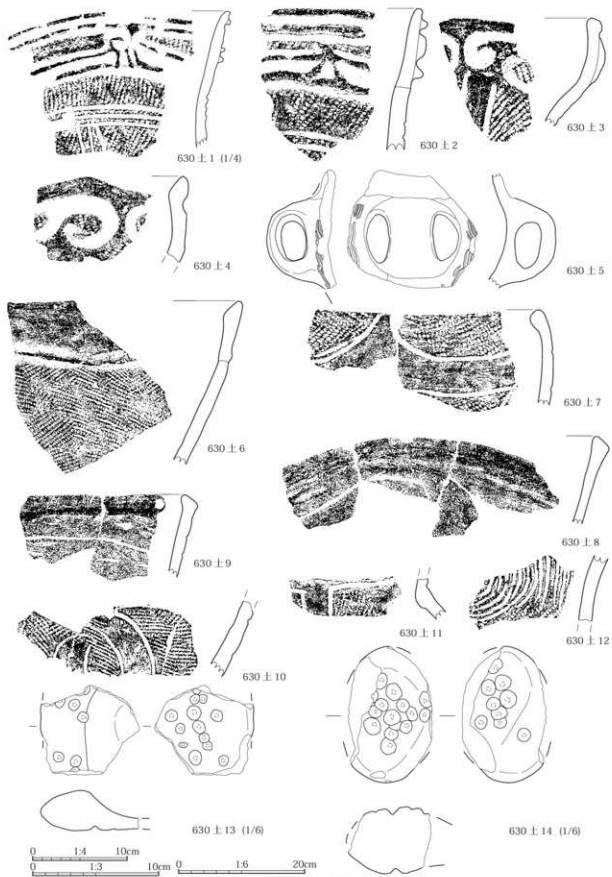 630 土 1 (1/4)
630 土 2
630 土 3
630 土 4
630 土 5
630 土 6
630 土 7
630 土 8
630 土 9
630 土 10
630 土 11
630 土 12
630 土 13 (1/6)
630 土 14 (1/6)
0 1:4 10cm
0 1:3 10cm
0 1:6 20cm